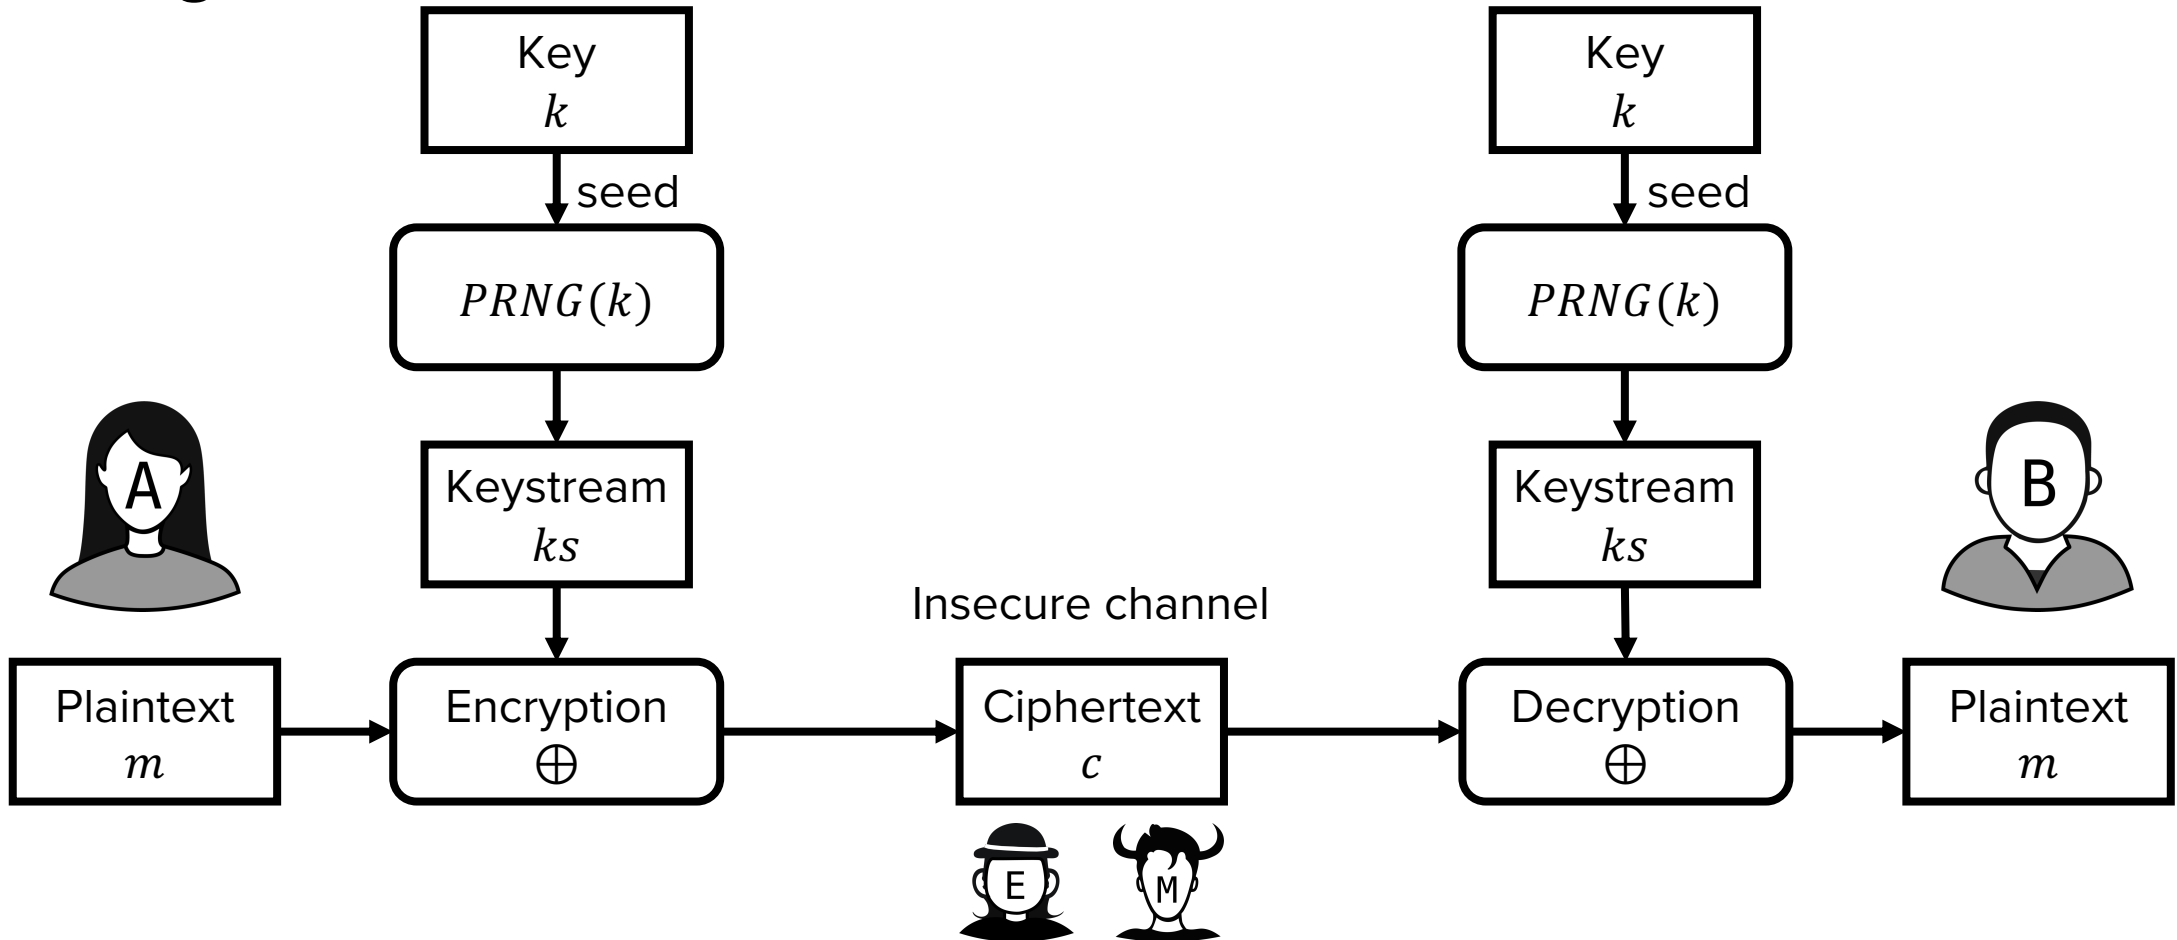 Key
k
Key
k
seed
seed
PRNG(k)
PRNG(k)
A
Keystream
ks
Keystream
ks
B
Insecure channel
Plaintext
m
Encryption
⊕
Ciphertext
c
Decryption
⊕
Plaintext
m
E
M